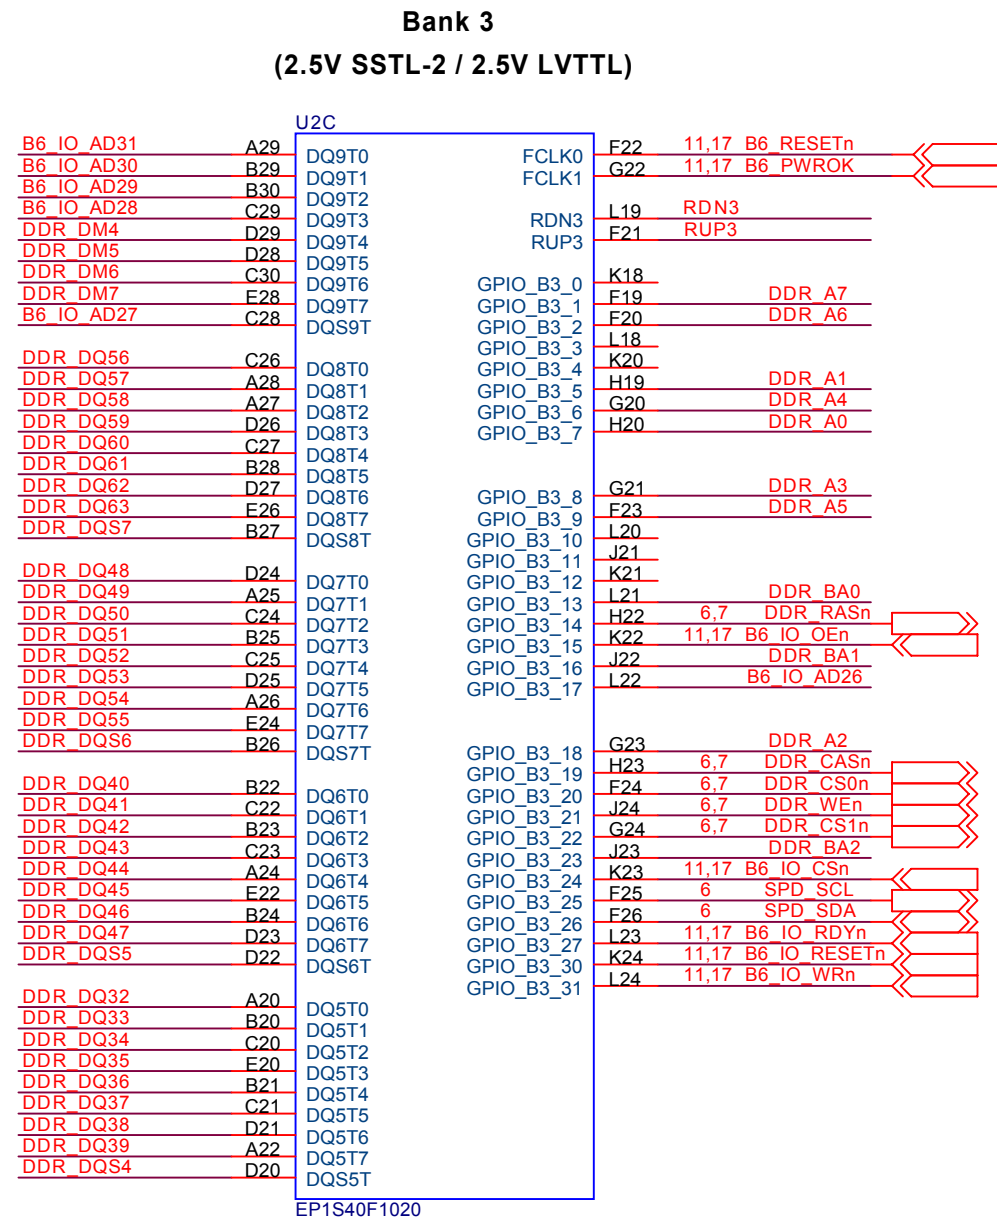 Bank 3
(2.5V SSTL-2 / 2.5V LVTTL)
U2C
B6_IO_AD31 A29 DQ9T0
B6_IO_AD30 B29 DQ9T1
B6_IO_AD29 B30 DQ9T2
B6_IO_AD28 C29 DQ9T3
DDR_DM4 D29 DQ9T4
DDR_DM5 D28 DQ9T5
DDR_DM6 C30 DQ9T6
DDR_DM7 E28 DQ9T7
B6_IO_AD27 C28 DQS9T
DDR_DQ56 C26 DQ8T0
DDR_DQ57 A28 DQ8T1
DDR_DQ58 A27 DQ8T2
DDR_DQ59 D26 DQ8T3
DDR_DQ60 C27 DQ8T4
DDR_DQ61 B28 DQ8T5
DDR_DQ62 D27 DQ8T6
DDR_DQ63 E26 DQ8T7
DDR_DQS7 B27 DQS8T
DDR_DQ48 D24 DQ7T0
DDR_DQ49 A25 DQ7T1
DDR_DQ50 C24 DQ7T2
DDR_DQ51 B25 DQ7T3
DDR_DQ52 C25 DQ7T4
DDR_DQ53 D25 DQ7T5
DDR_DQ54 A26 DQ7T6
DDR_DQ55 E24 DQ7T7
DDR_DQS6 B26 DQS7T
DDR_DQ40 B22 DQ6T0
DDR_DQ41 C22 DQ6T1
DDR_DQ42 B23 DQ6T2
DDR_DQ43 C23 DQ6T3
DDR_DQ44 A24 DQ6T4
DDR_DQ45 E22 DQ6T5
DDR_DQ46 B24 DQ6T6
DDR_DQ47 D23 DQ6T7
DDR_DQS5 D22 DQS6T
DDR_DQ32 A20 DQ5T0
DDR_DQ33 B20 DQ5T1
DDR_DQ34 C20 DQ5T2
DDR_DQ35 E20 DQ5T3
DDR_DQ36 B21 DQ5T4
DDR_DQ37 C21 DQ5T5
DDR_DQ38 D21 DQ5T6
DDR_DQ39 A22 DQ5T7
DDR_DQS4 D20 DQS5T
FCLK0 F22 11,17 B6_RESETn
FCLK1 G22 11,17 B6_PWROK
RDN3 L19 RDN3
RUP3 F21 RUP3
GPIO_B3_0 K18
GPIO_B3_1 F19 DDR_A7
GPIO_B3_2 F20 DDR_A6
GPIO_B3_3 L18
GPIO_B3_4 K20
GPIO_B3_5 H19 DDR_A1
GPIO_B3_6 G20 DDR_A4
GPIO_B3_7 H20 DDR_A0
GPIO_B3_8 G21 DDR_A3
GPIO_B3_9 F23 DDR_A5
GPIO_B3_10 L20
GPIO_B3_11 J21
GPIO_B3_12 K21
GPIO_B3_13 L21 DDR_BA0
GPIO_B3_14 H22 6,7 DDR_RASn
GPIO_B3_15 K22 11,17 B6_IO_OEn
GPIO_B3_16 J22 DDR_BA1
GPIO_B3_17 L22 B6_IO_AD26
GPIO_B3_18 G23 DDR_A2
GPIO_B3_19 H23 6,7 DDR_CASn
GPIO_B3_20 F24 6,7 DDR_CS0n
GPIO_B3_21 J24 6,7 DDR_WEn
GPIO_B3_22 G24 6,7 DDR_CS1n
GPIO_B3_23 J23 DDR_BA2
GPIO_B3_24 K23 11,17 B6_IO_CSn
GPIO_B3_25 F25 6 SPD_SCL
GPIO_B3_26 F26 6 SPD_SDA
GPIO_B3_27 L23 11,17 B6_IO_RDYn
GPIO_B3_30 K24 11,17 B6_IO_RESETn
GPIO_B3_31 L24 11,17 B6_IO_WRn
EP1S40F1020